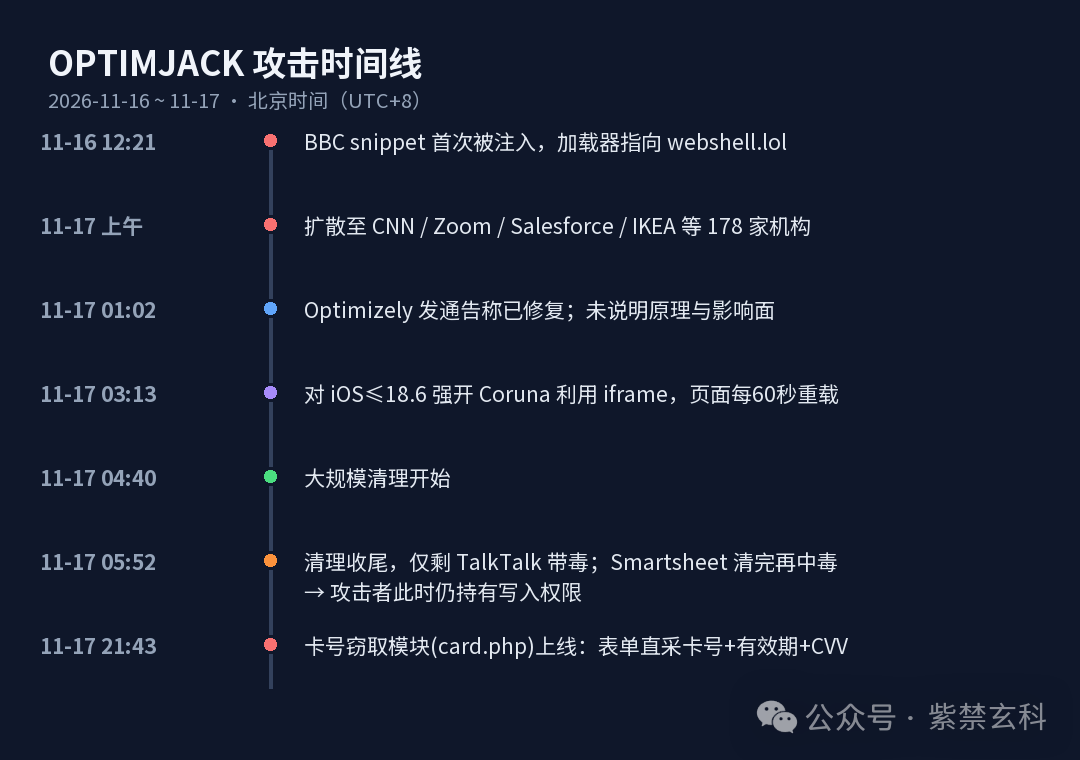 OPTIMJACK 攻击时间线
2026-11-16 ~ 11-17 · 北京时间（UTC+8）
11-16 12:21 BBC snippet 首次被注入，加载器指向 webshell.lol
11-17 上午 扩散至 CNN / Zoom / Salesforce / IKEA 等 178 家机构
11-17 01:02 Optimizely 发通告称已修复；未说明原理与影响面
11-17 03:13 对 iOS≤18.6 强开 Coruna 利用 iframe，页面每60秒重载
11-17 04:40 大规模清理开始
11-17 05:52 清理收尾，仅剩 TalkTalk 带毒；Smartsheet 清完再中毒
→ 攻击者此时仍持有写入权限
11-17 21:43 卡号窃取模块(card.php)上线：表单直采卡号+有效期+CVV
公众号 · 紫禁玄科